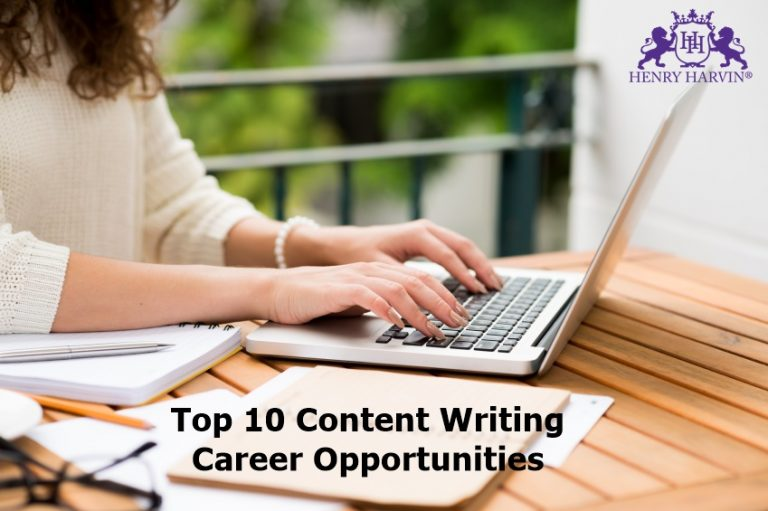 HENRY HARVIN®
Top 10 Content Writing
Career Opportunities